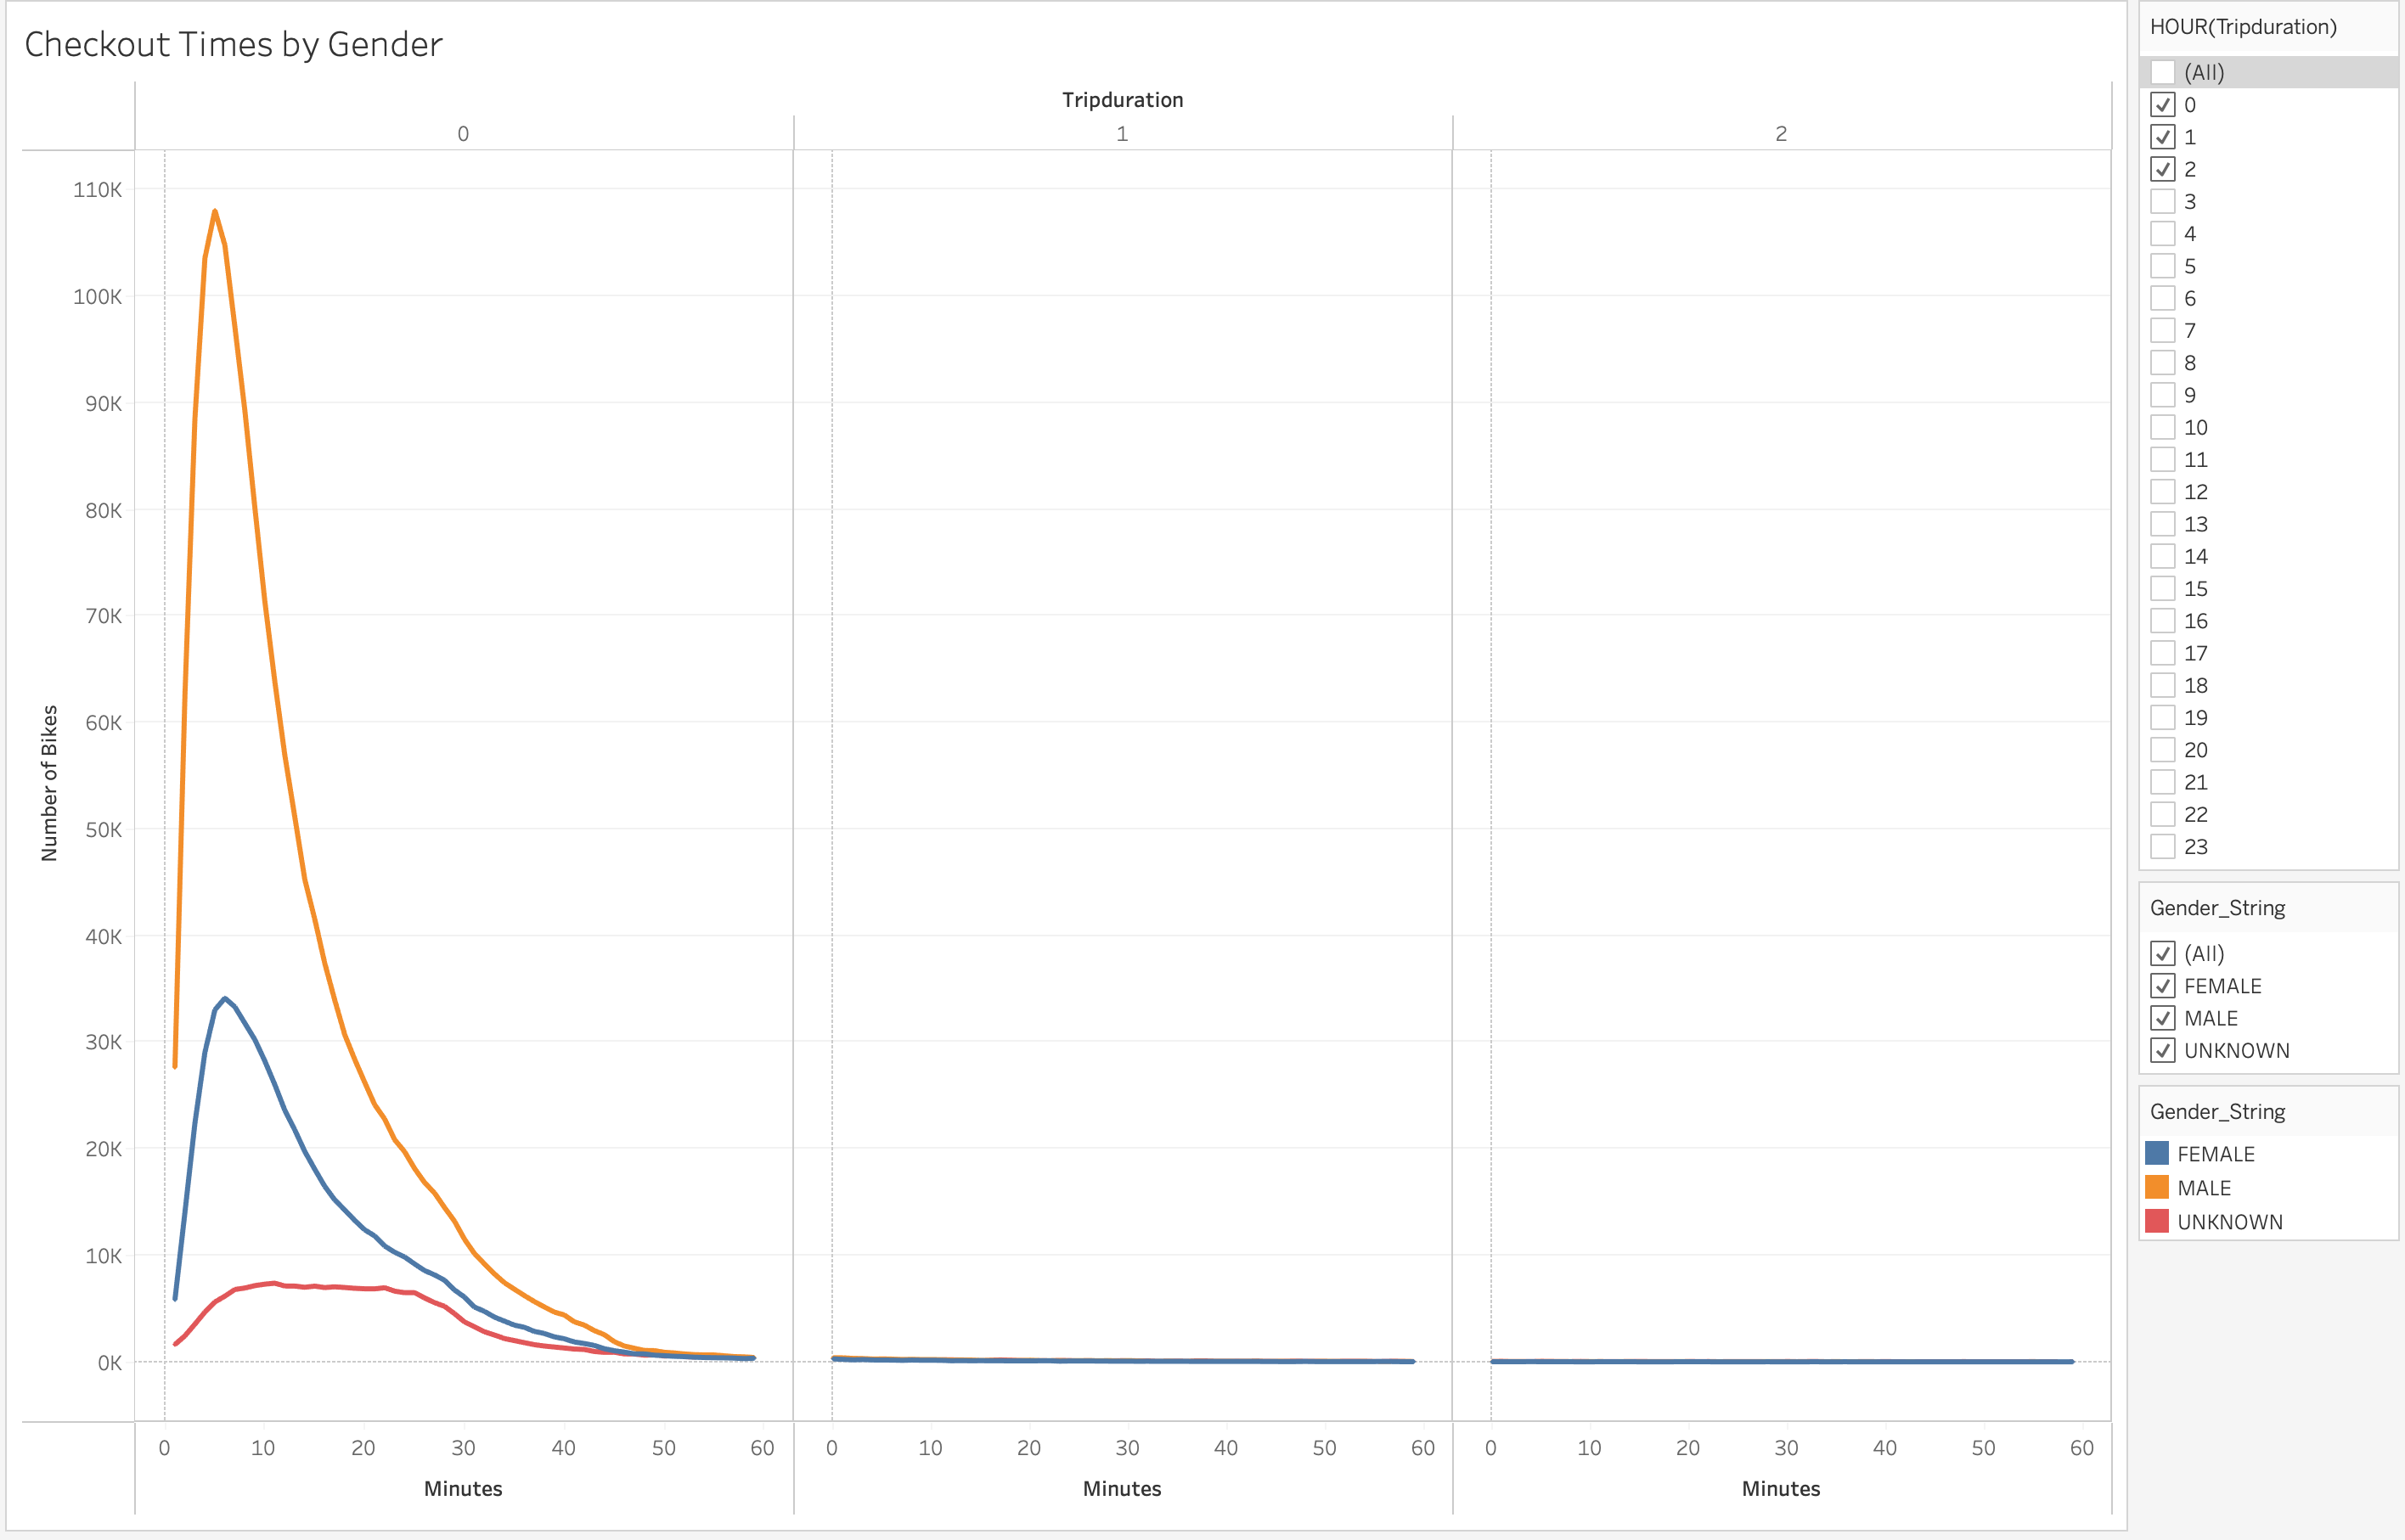 Checkout Times by Gender
Tripduration
0 1 2
110K
100K
90K
80K
70K
60K
50K
40K
30K
20K
10K
0K
Number of Bikes
0 10 20 30 40 50 60 0 10 20 30 40 50 60 0 10 20 30 40 50 60
Minutes Minutes Minutes
HOUR(Tripduration)
(All)
0
1
2
3
4
5
6
7
8
9
10
11
12
13
14
15
16
17
18
19
20
21
22
23
Gender_String
(All)
FEMALE
MALE
UNKNOWN
Gender_String
FEMALE
MALE
UNKNOWN